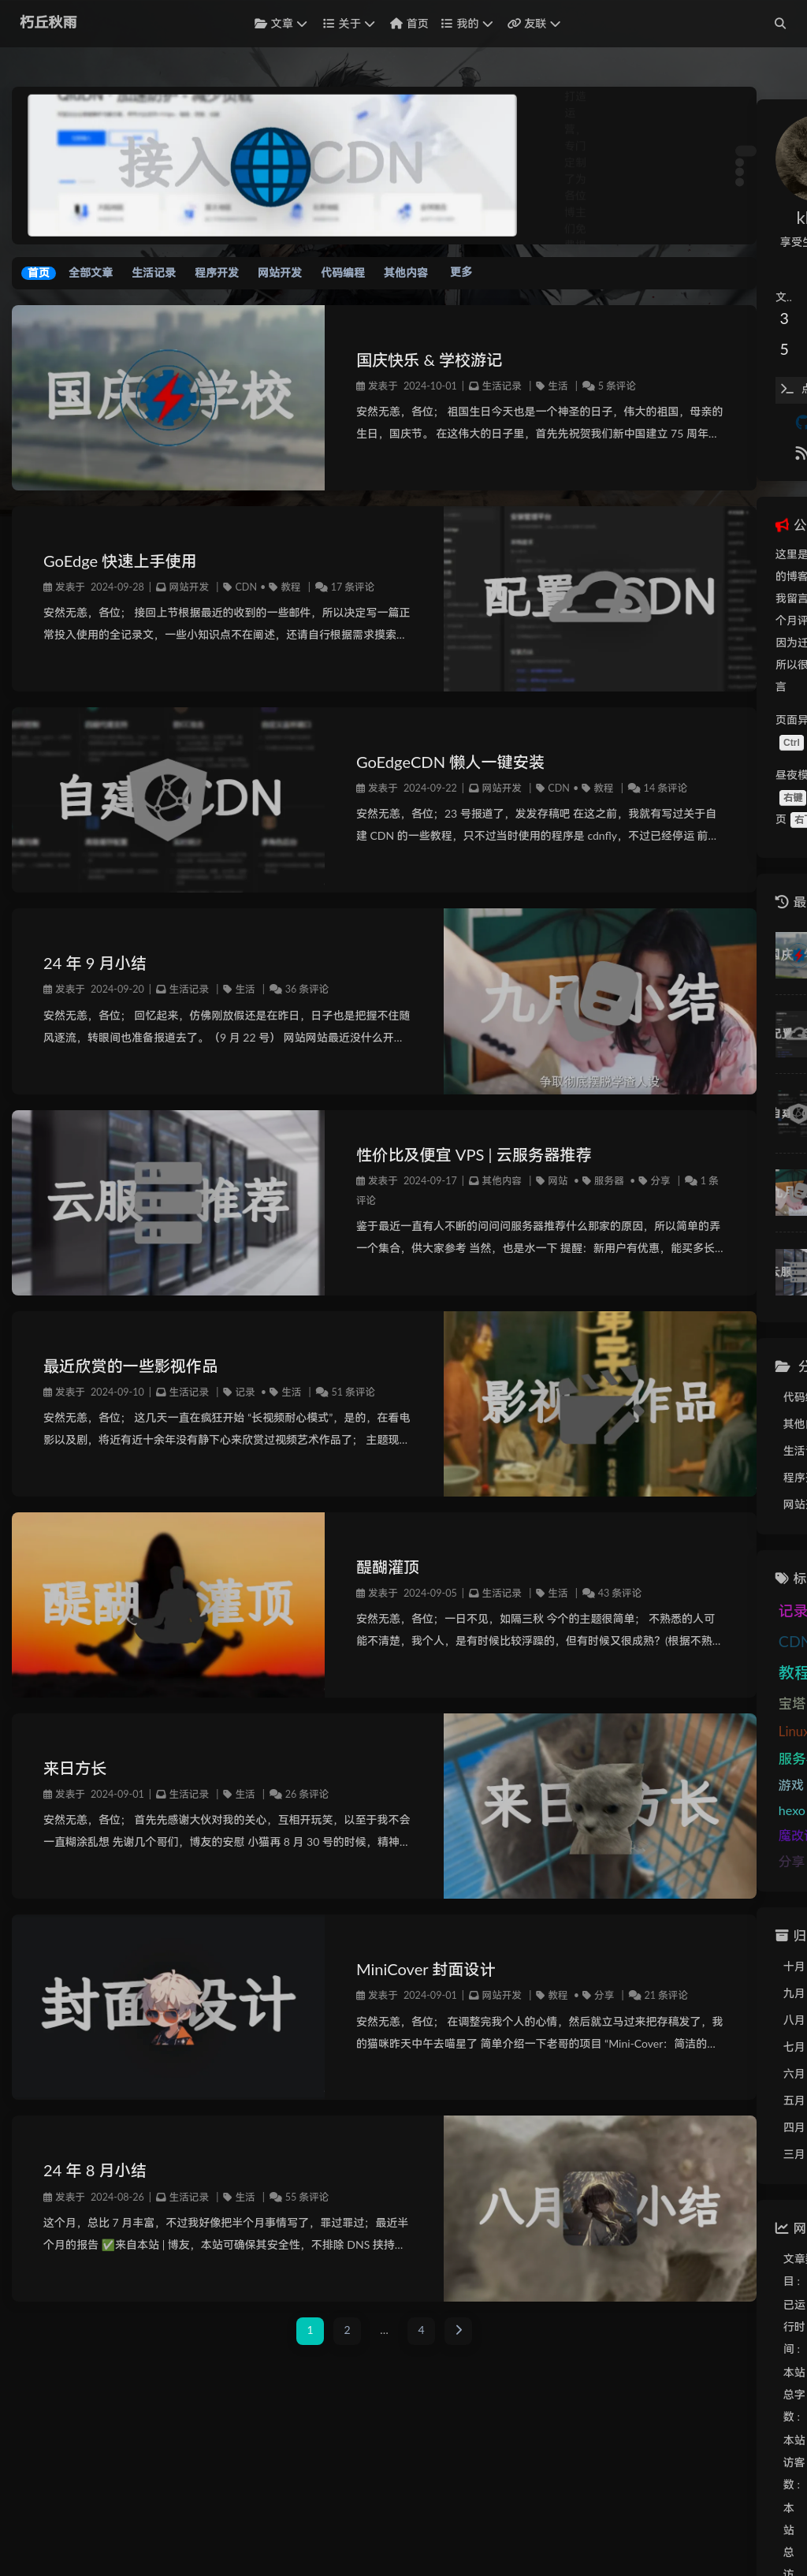 朽丘秋雨
文章 关于 首页 我的 友联
接入 CDN
首页 全部文章 生活记录 程序开发 网站开发 代码编程 其他内容 更多
国庆 学校
国庆快乐 & 学校游记
发表于 2024-10-01 | 生活记录 | 生活 | 5 条评论
安然无恙，各位； 祖国生日今天也是一个神圣的日子，伟大的祖国，母亲的
生日，国庆节。 在这伟大的日子里，首先先祝贺我们新中国建立 75 周年...
GoEdge 快速上手使用
发表于 2024-09-28 | 网站开发 | CDN • 教程 | 17 条评论
安然无恙，各位； 接回上节根据最近的收到的一些邮件，所以决定写一篇正
常投入使用的全记录文，一些小知识点不在阐述，还请自行根据需求摸索...
配置 CSDN
自建 CDN
GoEdgeCDN 懒人一键安装
发表于 2024-09-22 | 网站开发 | CDN • 教程 | 14 条评论
安然无恙，各位；23 号报道了，发发存稿吧 在这之前，我就有写过关于自
建 CDN 的一些教程，只不过当时使用的程序是 cdnfly，不过已经停运 前...
24 年 9 月小结
发表于 2024-09-20 | 生活记录 | 生活 | 36 条评论
安然无恙，各位； 回忆起来，仿佛刚放假还是在昨日，日子也是把握不住随
风逐流，转眼间也准备报道去了。（9 月 22 号） 网站网站最近没什么开...
九月 小结
争取彻底摆脱学渣人设
云服 推荐
性价比及便宜 VPS | 云服务器推荐
发表于 2024-09-17 | 其他内容 | 网站 • 服务器 • 分享 | 1 条
评论
鉴于最近一直有人不断的问问问服务器推荐什么那家的原因，所以简单的弄
一个集合，供大家参考 当然，也是水一下 提醒：新用户有优惠，能买多长...
最近欣赏的一些影视作品
发表于 2024-09-10 | 生活记录 | 记录 • 生活 | 51 条评论
安然无恙，各位； 这几天一直在疯狂开始 “长视频耐心模式”，是的，在看电
影以及剧，将近有近十余年没有静下心来欣赏过视频艺术作品了； 主题现...
影视 作品
醍醐 灌顶
醍醐灌顶
发表于 2024-09-05 | 生活记录 | 生活 | 43 条评论
安然无恙，各位；一日不见，如隔三秋 今个的主题很简单； 不熟悉的人可
能不清楚，我个人，是有时候比较浮躁的，但有时候又很成熟？(根据不熟...
来日方长
发表于 2024-09-01 | 生活记录 | 生活 | 26 条评论
安然无恙，各位； 首先先感谢大伙对我的关心，互相开玩笑，以至于我不会
一直糊涂乱想 先谢几个哥们，博友的安慰 小猫再 8 月 30 号的时候，精神...
来日 方长
封面 设计
MiniCover 封面设计
发表于 2024-09-01 | 网站开发 | 教程 • 分享 | 21 条评论
安然无恙，各位； 在调整完我个人的心情，然后就立马过来把存稿发了，我
的猫咪昨天中午去喵星了 简单介绍一下老哥的项目 “Mini-Cover：简洁的...
24 年 8 月小结
发表于 2024-08-26 | 生活记录 | 生活 | 55 条评论
这个月，总比 7 月丰富，不过我好像把半个月事情写了，罪过罪过；最近半
个月的报告 ✅来自本站 | 博友，本站可确保其安全性，不排除 DNS 挟持...
八月 小结
1 2 ... 4
享受生
文..
3
5
公
这里是
的博客
我留言
个月评
因为迁
所以很
言
页面异
Ctrl
昼夜模
右键
页 右下
最
代码编
其他内
生活记
程序开
网站开
标
记录
CDN
教程
宝塔
Linux
服务
游戏
hexo
魔改
分享
归
十月
九月
八月
七月
六月
五月
四月
三月
网
文章数
目 :
已运
行时
间 :
本站
总字
数 :
本站
访客
数 :
本
站
总
访